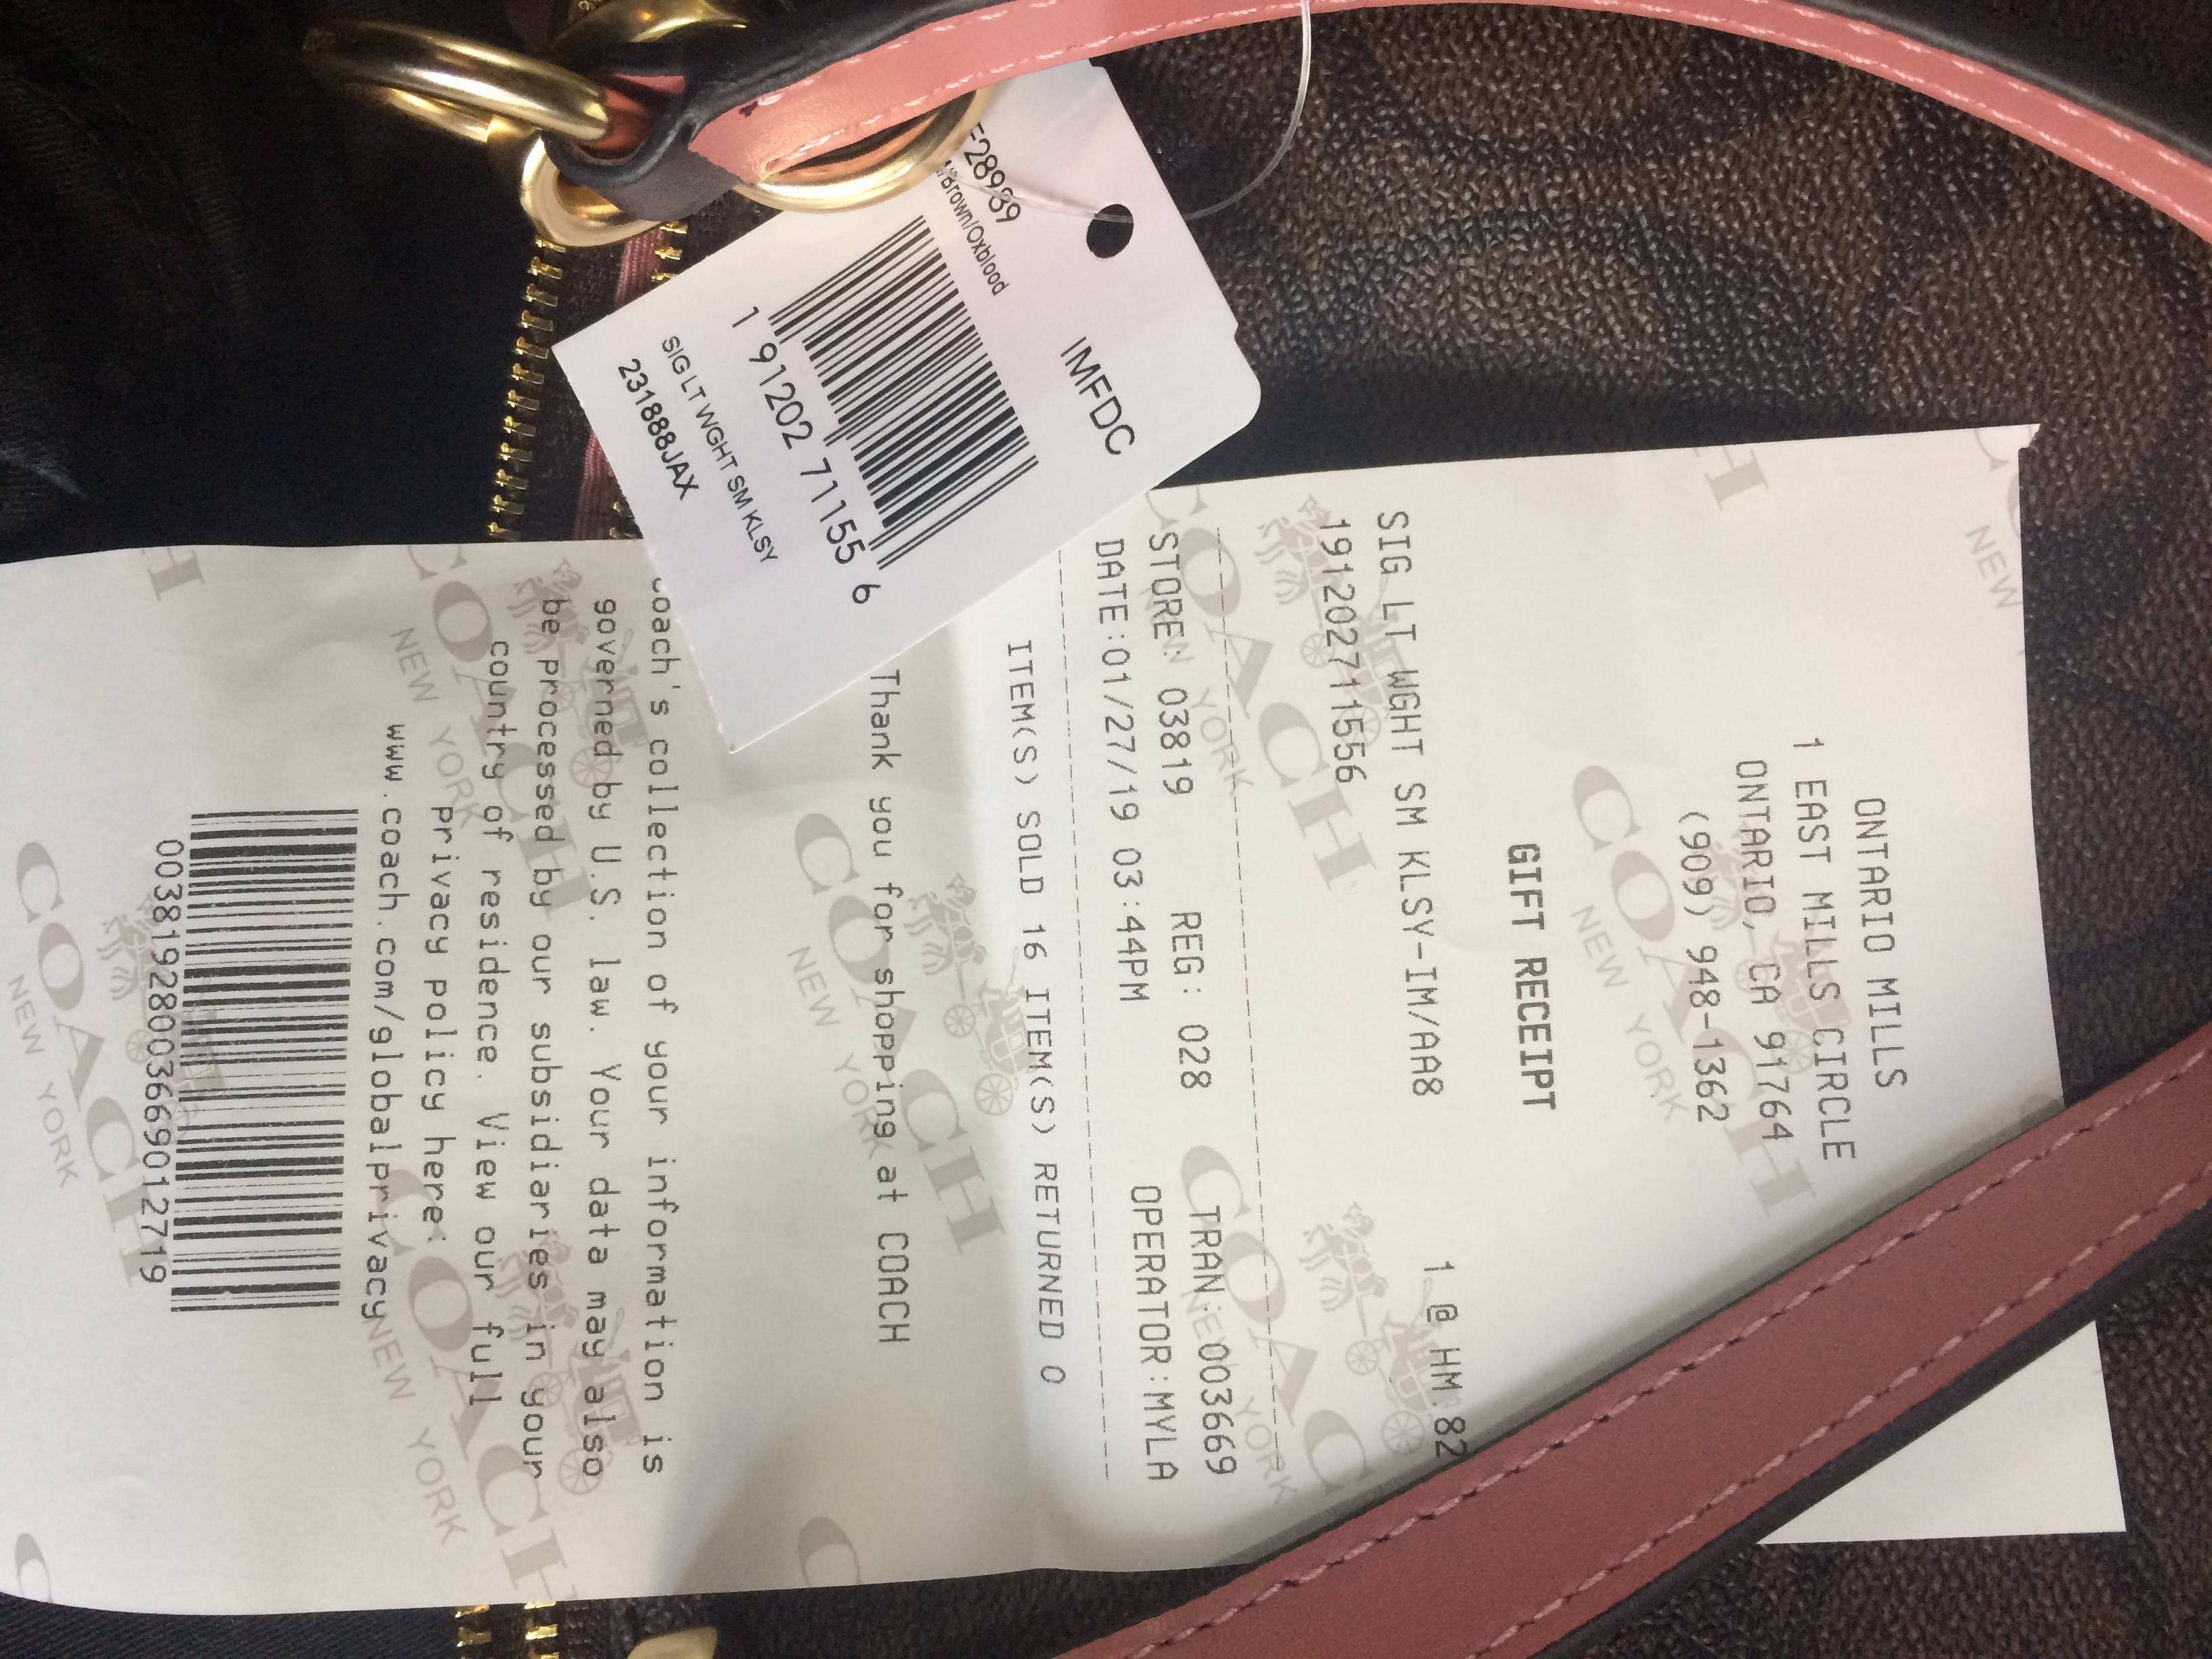 ONTARIO MILLS
1 EAST MILLS CIRCLE
ONTARIO, CA 91764
(909) 948-1362
GIFT RECEIPT
SIG LT WGHT SM KLSY-IM/AA8 1 @ HM.82
191202711556
STORE: 03819 REG: 028 TRAN:003669
DATE:01/27/19 03:44PM OPERATOR:MYLA
ITEM(S) SOLD 16 ITEM(S) RETURNED 0
Thank you for shopping at COACH
Coach's collection of your information is
governed by U.S. law. Your data may also
be processed by our subsidiaries in your
country of residence. View our full
privacy policy here:
www.coach.com/globalprivacy
00381928003669012719
COACH
NEW YORK
IMFDC
F28989
/Brown/Oxblood
1 91202 71155 6
SIG LT WGHT SM KLSY
231888JAX